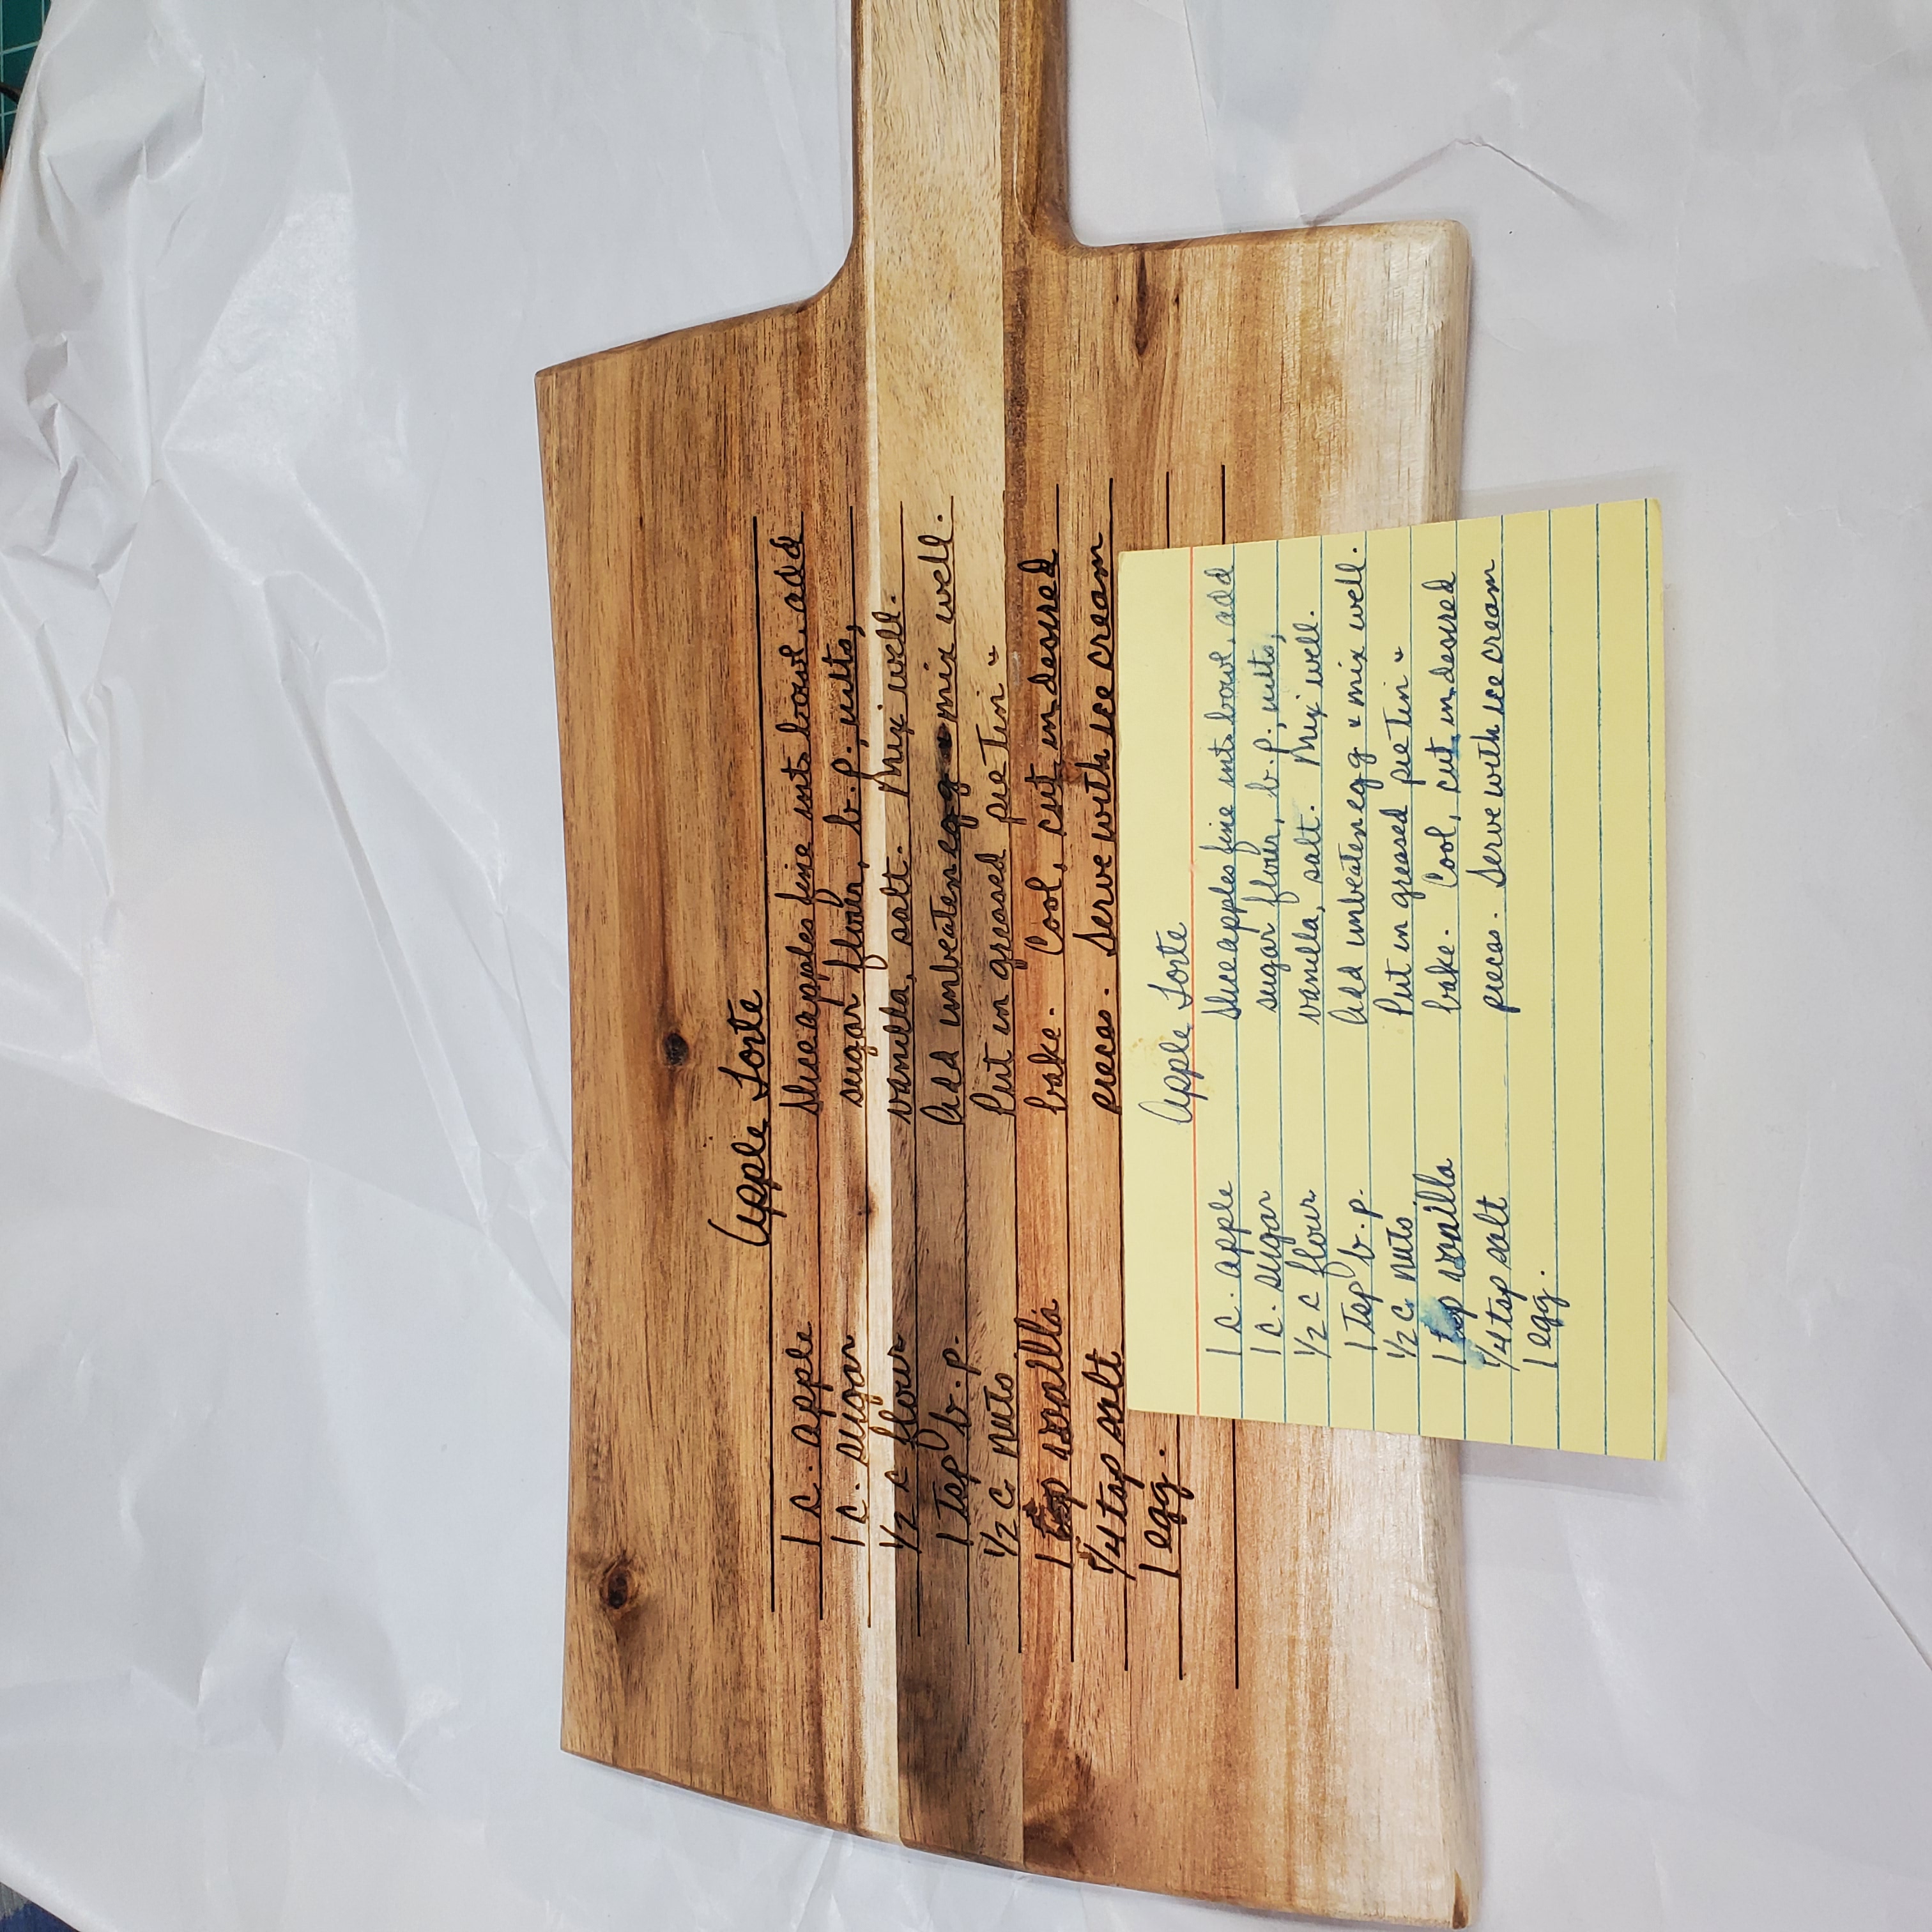 Apple Torte
1 c. apple Slice apples fine into bowl, add
1 c. sugar sugar flour, b.p., nuts,
1/2 c flour vanilla, salt. Mix well.
1 Tsp b.p. Add unbeaten egg & mix well.
1/2 c nuts Put in greased pie Tin &
1 tsp vanilla bake. Cool, cut in desired
1/4 tsp salt pieces. Serve with ice cream
1 egg.
Apple Torte
1 c. apple Slice apples fine into bowl, add
1 c. sugar sugar flour, b.p., nuts,
1/2 c flour vanilla, salt. Mix well.
1 Tsp b.p. Add unbeaten egg & mix well.
1/2 c nuts Put in greased pie Tin &
1 tsp vanilla bake. Cool, cut in desired
1/4 tsp salt pieces. Serve with ice cream
1 egg.